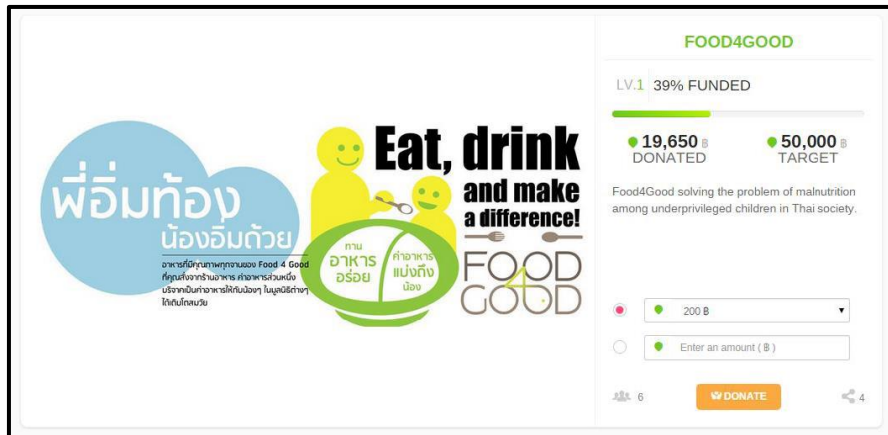 พี่อิ่มท้อง
น้องอิ่มด้วย
อาหารที่มีคุณภาพทุกจานของ Food 4 Good
ที่คุณสั่งจากร้านอาหาร ค่าอาหารส่วนหนึ่ง
บริจาคเป็นค่าอาหารให้กับน้องๆ ในมูลนิธิต่างๆ
ได้เติบโตสมวัย
ทาน
อาหาร
อร่อย
ค่าอาหาร
แบ่งถึง
น้อง
Eat, drink
and make
a difference!
FOOD
4
GOOD
FOOD4GOOD
LV.1 39% FUNDED
19,650 ฿
DONATED
50,000 ฿
TARGET
Food4Good solving the problem of malnutrition
among underprivileged children in Thai society.
200 ฿
Enter an amount ( ฿ )
6
DONATE
4